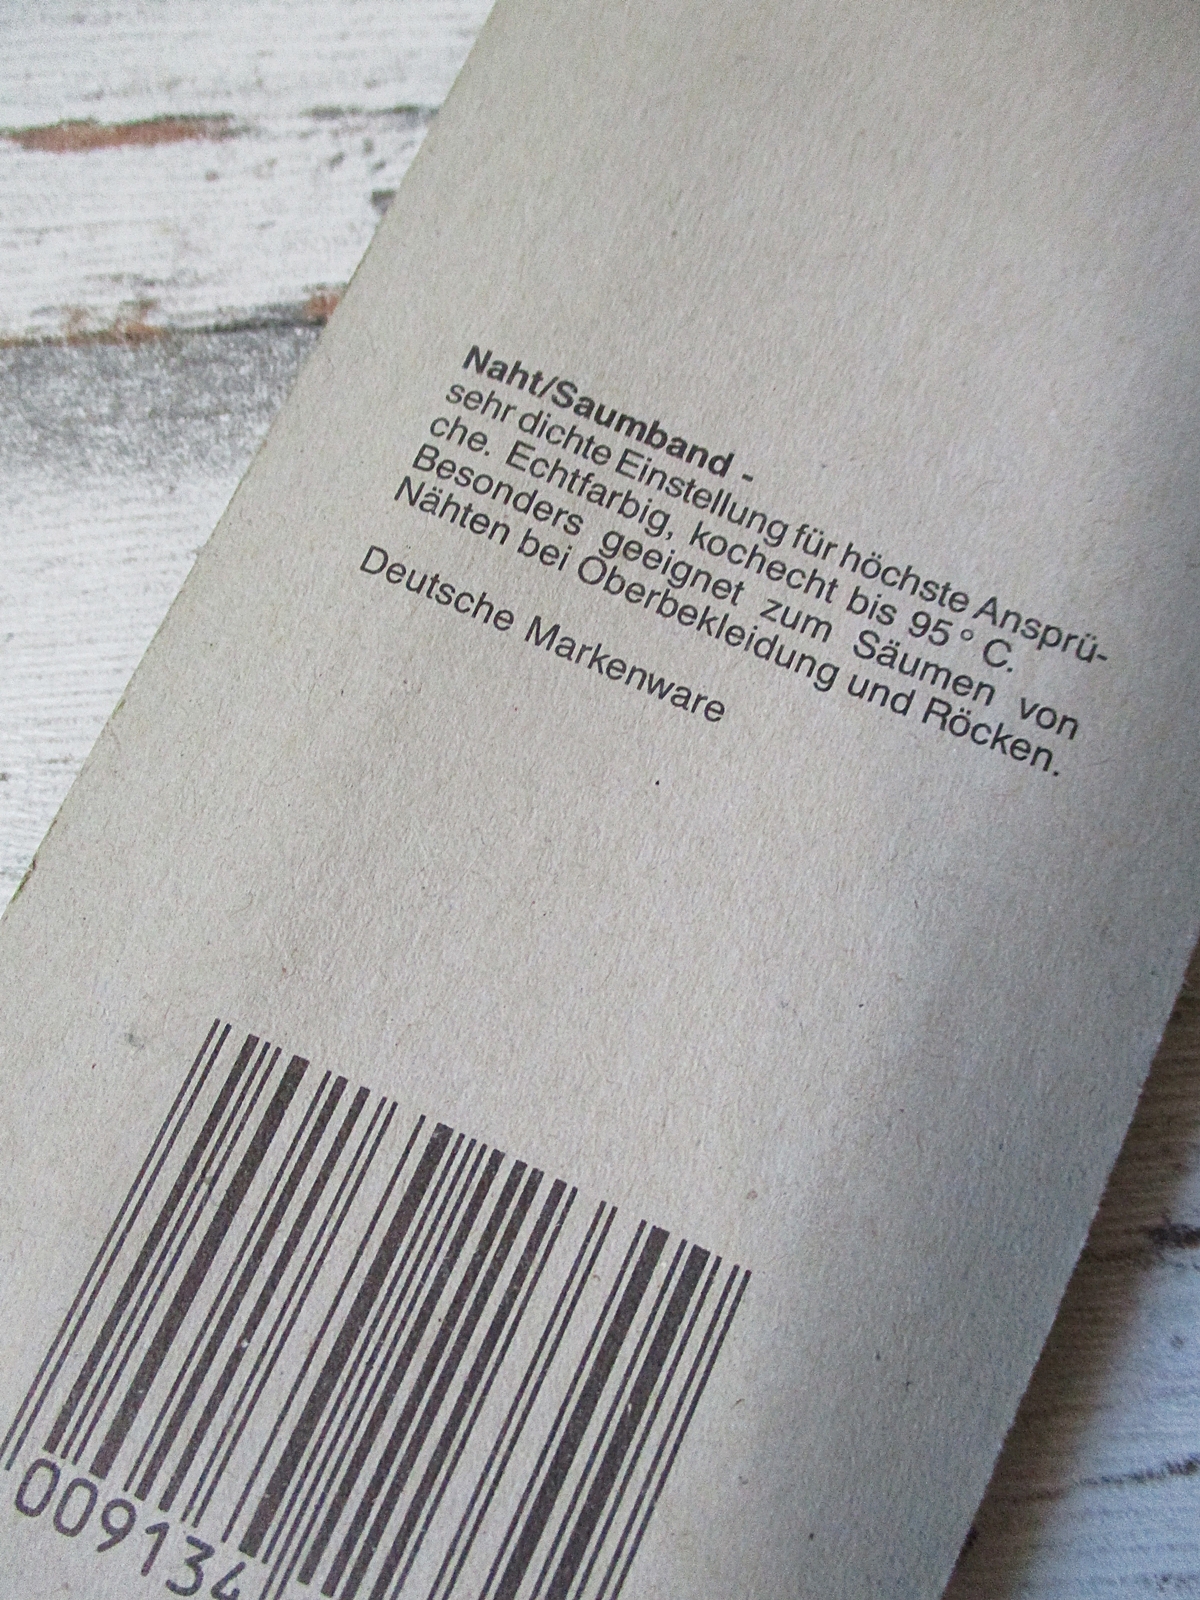 Naht/Saumband -
sehr dichte Einstellung für höchste Ansprü-
che. Echtfarbig, kochecht bis 95° C.
Besonders geeignet zum Säumen von
Nähten bei Oberbekleidung und Röcken.
Deutsche Markenware
009134